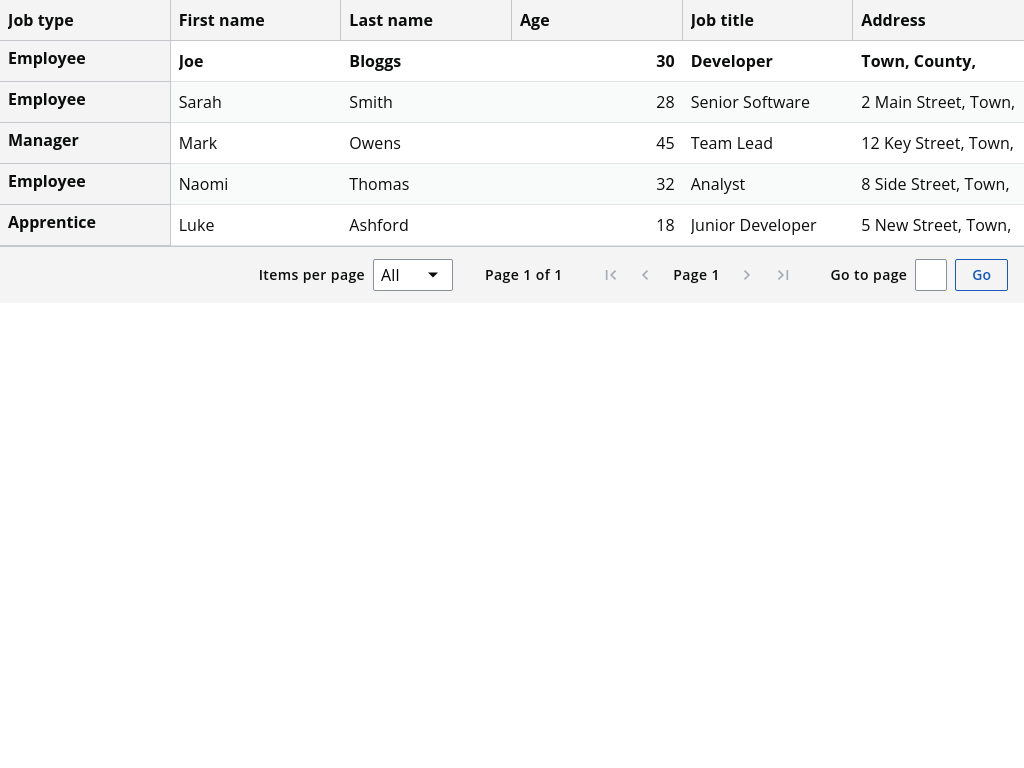 Job type First name Last name Age Job title Address
Employee Joe Bloggs 30 Developer Town, County,
Employee Sarah Smith 28 Senior Software 2 Main Street, Town,
Manager Mark Owens 45 Team Lead 12 Key Street, Town,
Employee Naomi Thomas 32 Analyst 8 Side Street, Town,
Apprentice Luke Ashford 18 Junior Developer 5 New Street, Town,
Items per page All Page 1 of 1 Page 1 Go to page Go